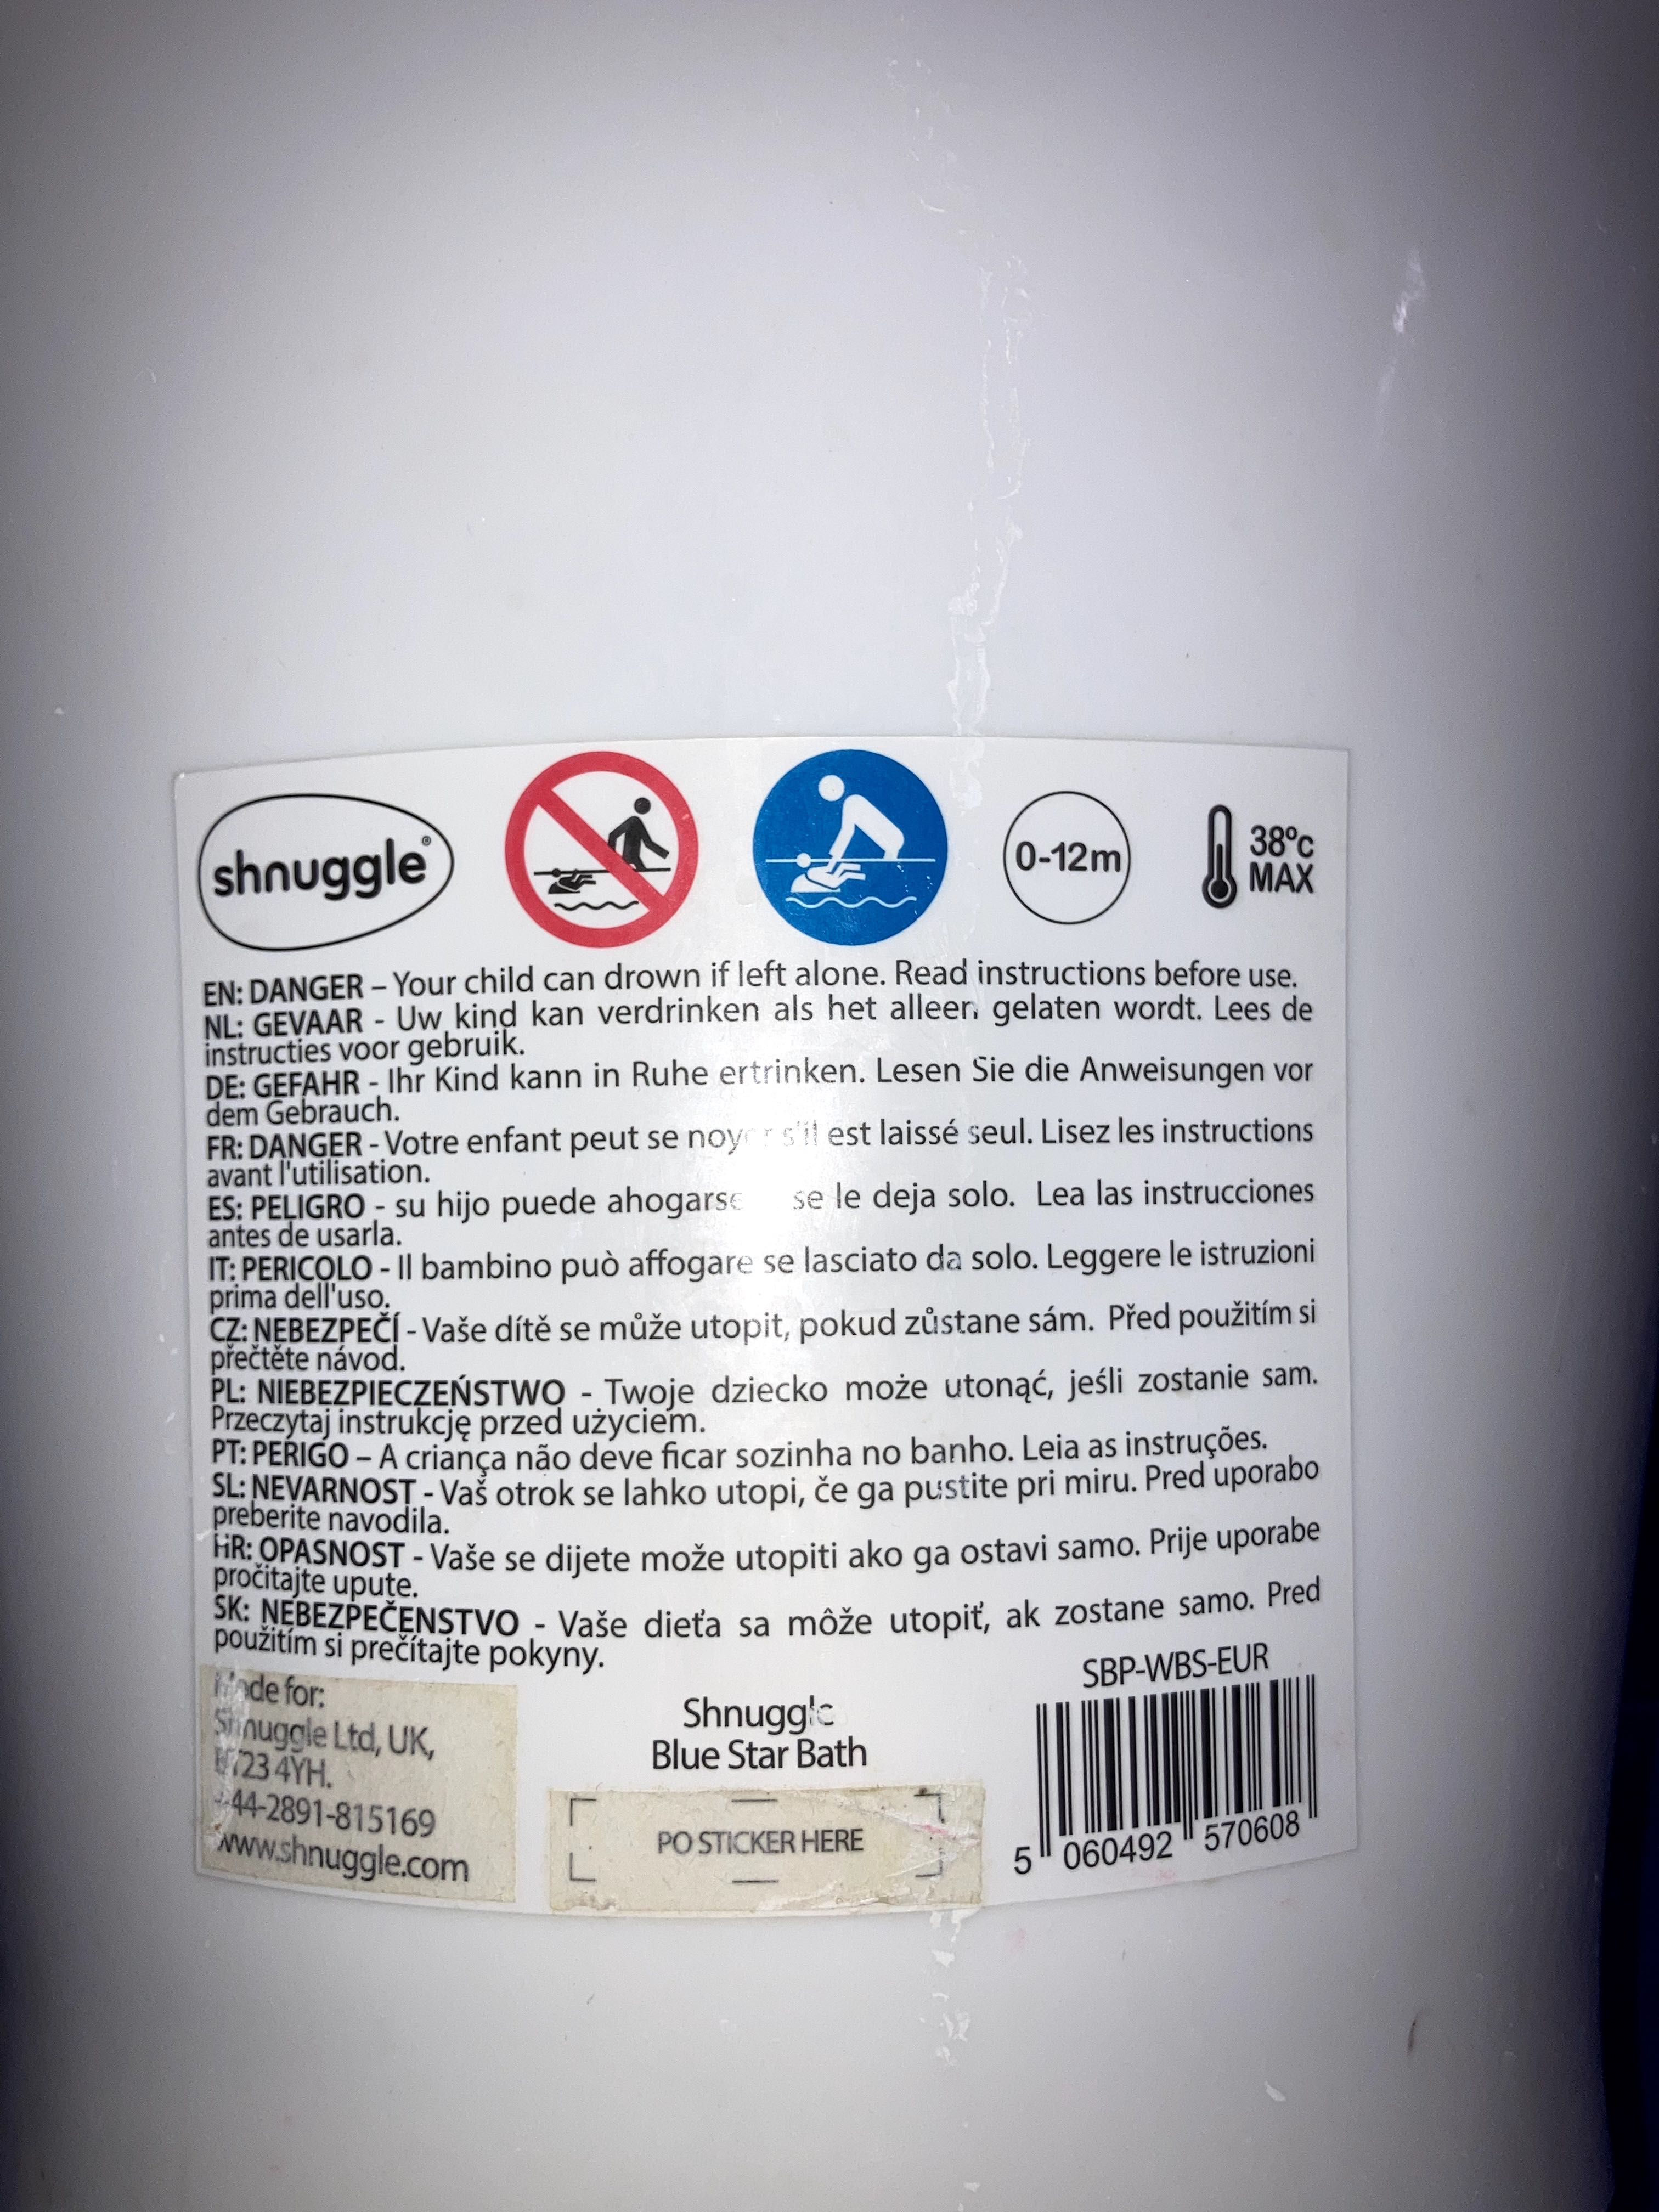 shnuggle®
0-12m
38ºc
MAX
EN: DANGER – Your child can drown if left alone. Read instructions before use.
NL: GEVAAR - Uw kind kan verdrinken als het alleen gelaten wordt. Lees de
instructies voor gebruik.
DE: GEFAHR - Ihr Kind kann in Ruhe ertrinken. Lesen Sie die Anweisungen vor
dem Gebrauch.
FR: DANGER - Votre enfant peut se noyer s'il est laissé seul. Lisez les instructions
avant l'utilisation.
ES: PELIGRO - su hijo puede ahogarse se le deja solo. Lea las instrucciones
antes de usarla.
IT: PERICOLO - Il bambino può affogare se lasciato da solo. Leggere le istruzioni
prima dell'uso.
CZ: NEBEZPEČÍ - Vaše dítě se může utopit, pokud zůstane sám. Před použitím si
přečtěte návod.
PL: NIEBEZPIECZEŃSTWO - Twoje dziecko może utonąć, jeśli zostanie sam.
Przeczytaj instrukcję przed użyciem.
PT: PERIGO – A criança não deve ficar sozinha no banho. Leia as instruções.
SL: NEVARNOST - Vaš otrok se lahko utopi, če ga pustite pri miru. Pred uporabo
preberite navodila.
HR: OPASNOST - Vaše se dijete može utopiti ako ga ostavi samo. Prije uporabe
pročitajte upute.
SK: NEBEZPEČENSTVO - Vaše dieťa sa môže utopiť, ak zostane samo. Pred
použitím si prečítajte pokyny.
Made for:
Shnuggle Ltd, UK,
BT23 4YH.
+44-2891-815169
www.shnuggle.com
Shnuggle
Blue Star Bath
PO STICKER HERE
SBP-WBS-EUR
5 060492 570608